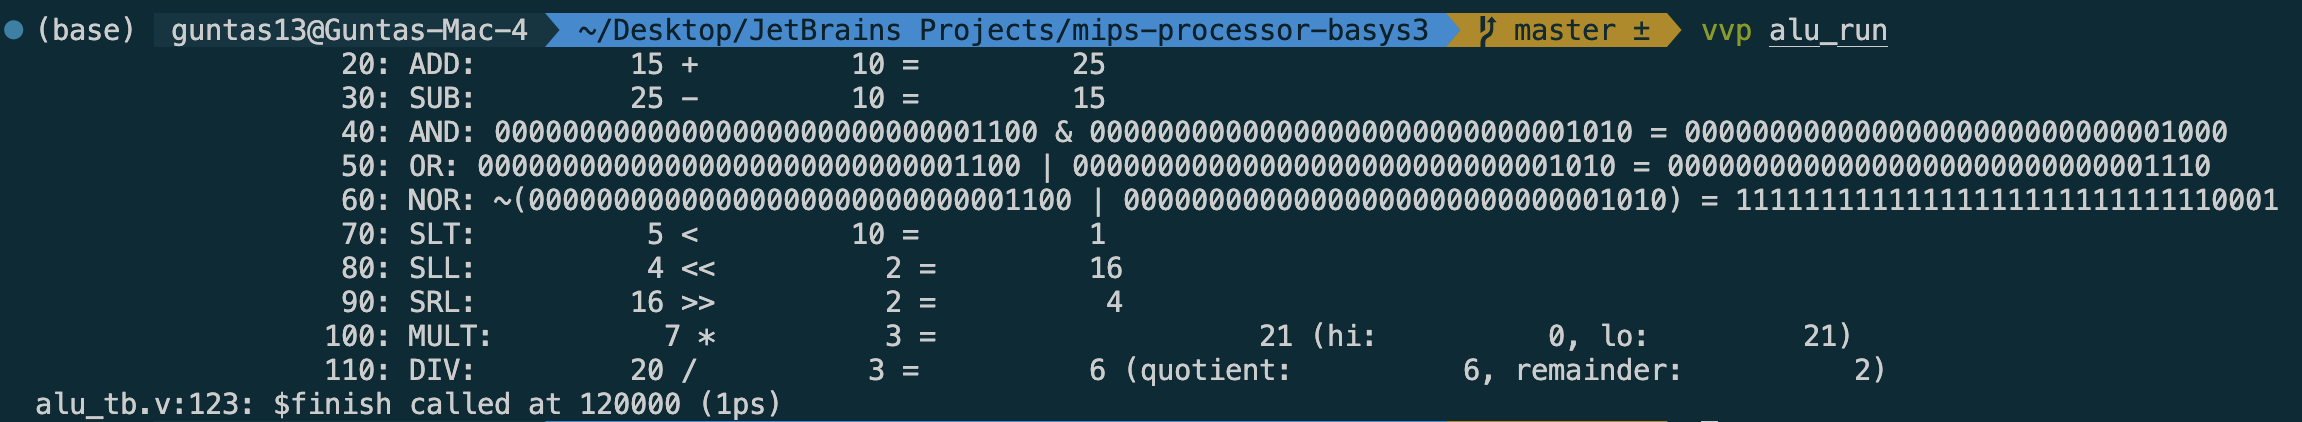 (base) guntas13@Guntas-Mac-4 ~/Desktop/JetBrains Projects/mips-processor-basys3 master ± vvp alu_run
20: ADD: 15 + 10 = 25
30: SUB: 25 - 10 = 15
40: AND: 00000000000000000000000000001100 & 00000000000000000000000000001010 = 00000000000000000000000000001000
50: OR: 00000000000000000000000000001100 | 00000000000000000000000000001010 = 00000000000000000000000000001110
60: NOR: ~(00000000000000000000000000001100 | 00000000000000000000000000001010) = 11111111111111111111111111110001
70: SLT: 5 < 10 = 1
80: SLL: 4 << 2 = 16
90: SRL: 16 >> 2 = 4
100: MULT: 7 * 3 = 21 (hi: 0, lo: 21)
110: DIV: 20 / 3 = 6 (quotient: 6, remainder: 2)
alu_tb.v:123: $finish called at 120000 (1ps)